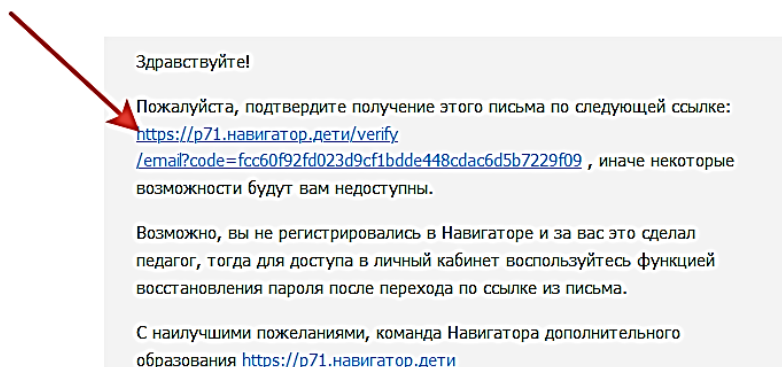 Здравствуйте!
Пожалуйста, подтвердите получение этого письма по следующей ссылке:
https://р71.навигатор.дети/verify
/email?code=fcc60f92fd023d9cf1bdde448cdac6d5b7229f09 , иначе некоторые
возможности будут вам недоступны.
Возможно, вы не регистрировались в Навигаторе и за вас это сделал
педагог, тогда для доступа в личный кабинет воспользуйтесь функцией
восстановления пароля после перехода по ссылке из письма.
С наилучшими пожеланиями, команда Навигатора дополнительного
образования https://р71.навигатор.дети